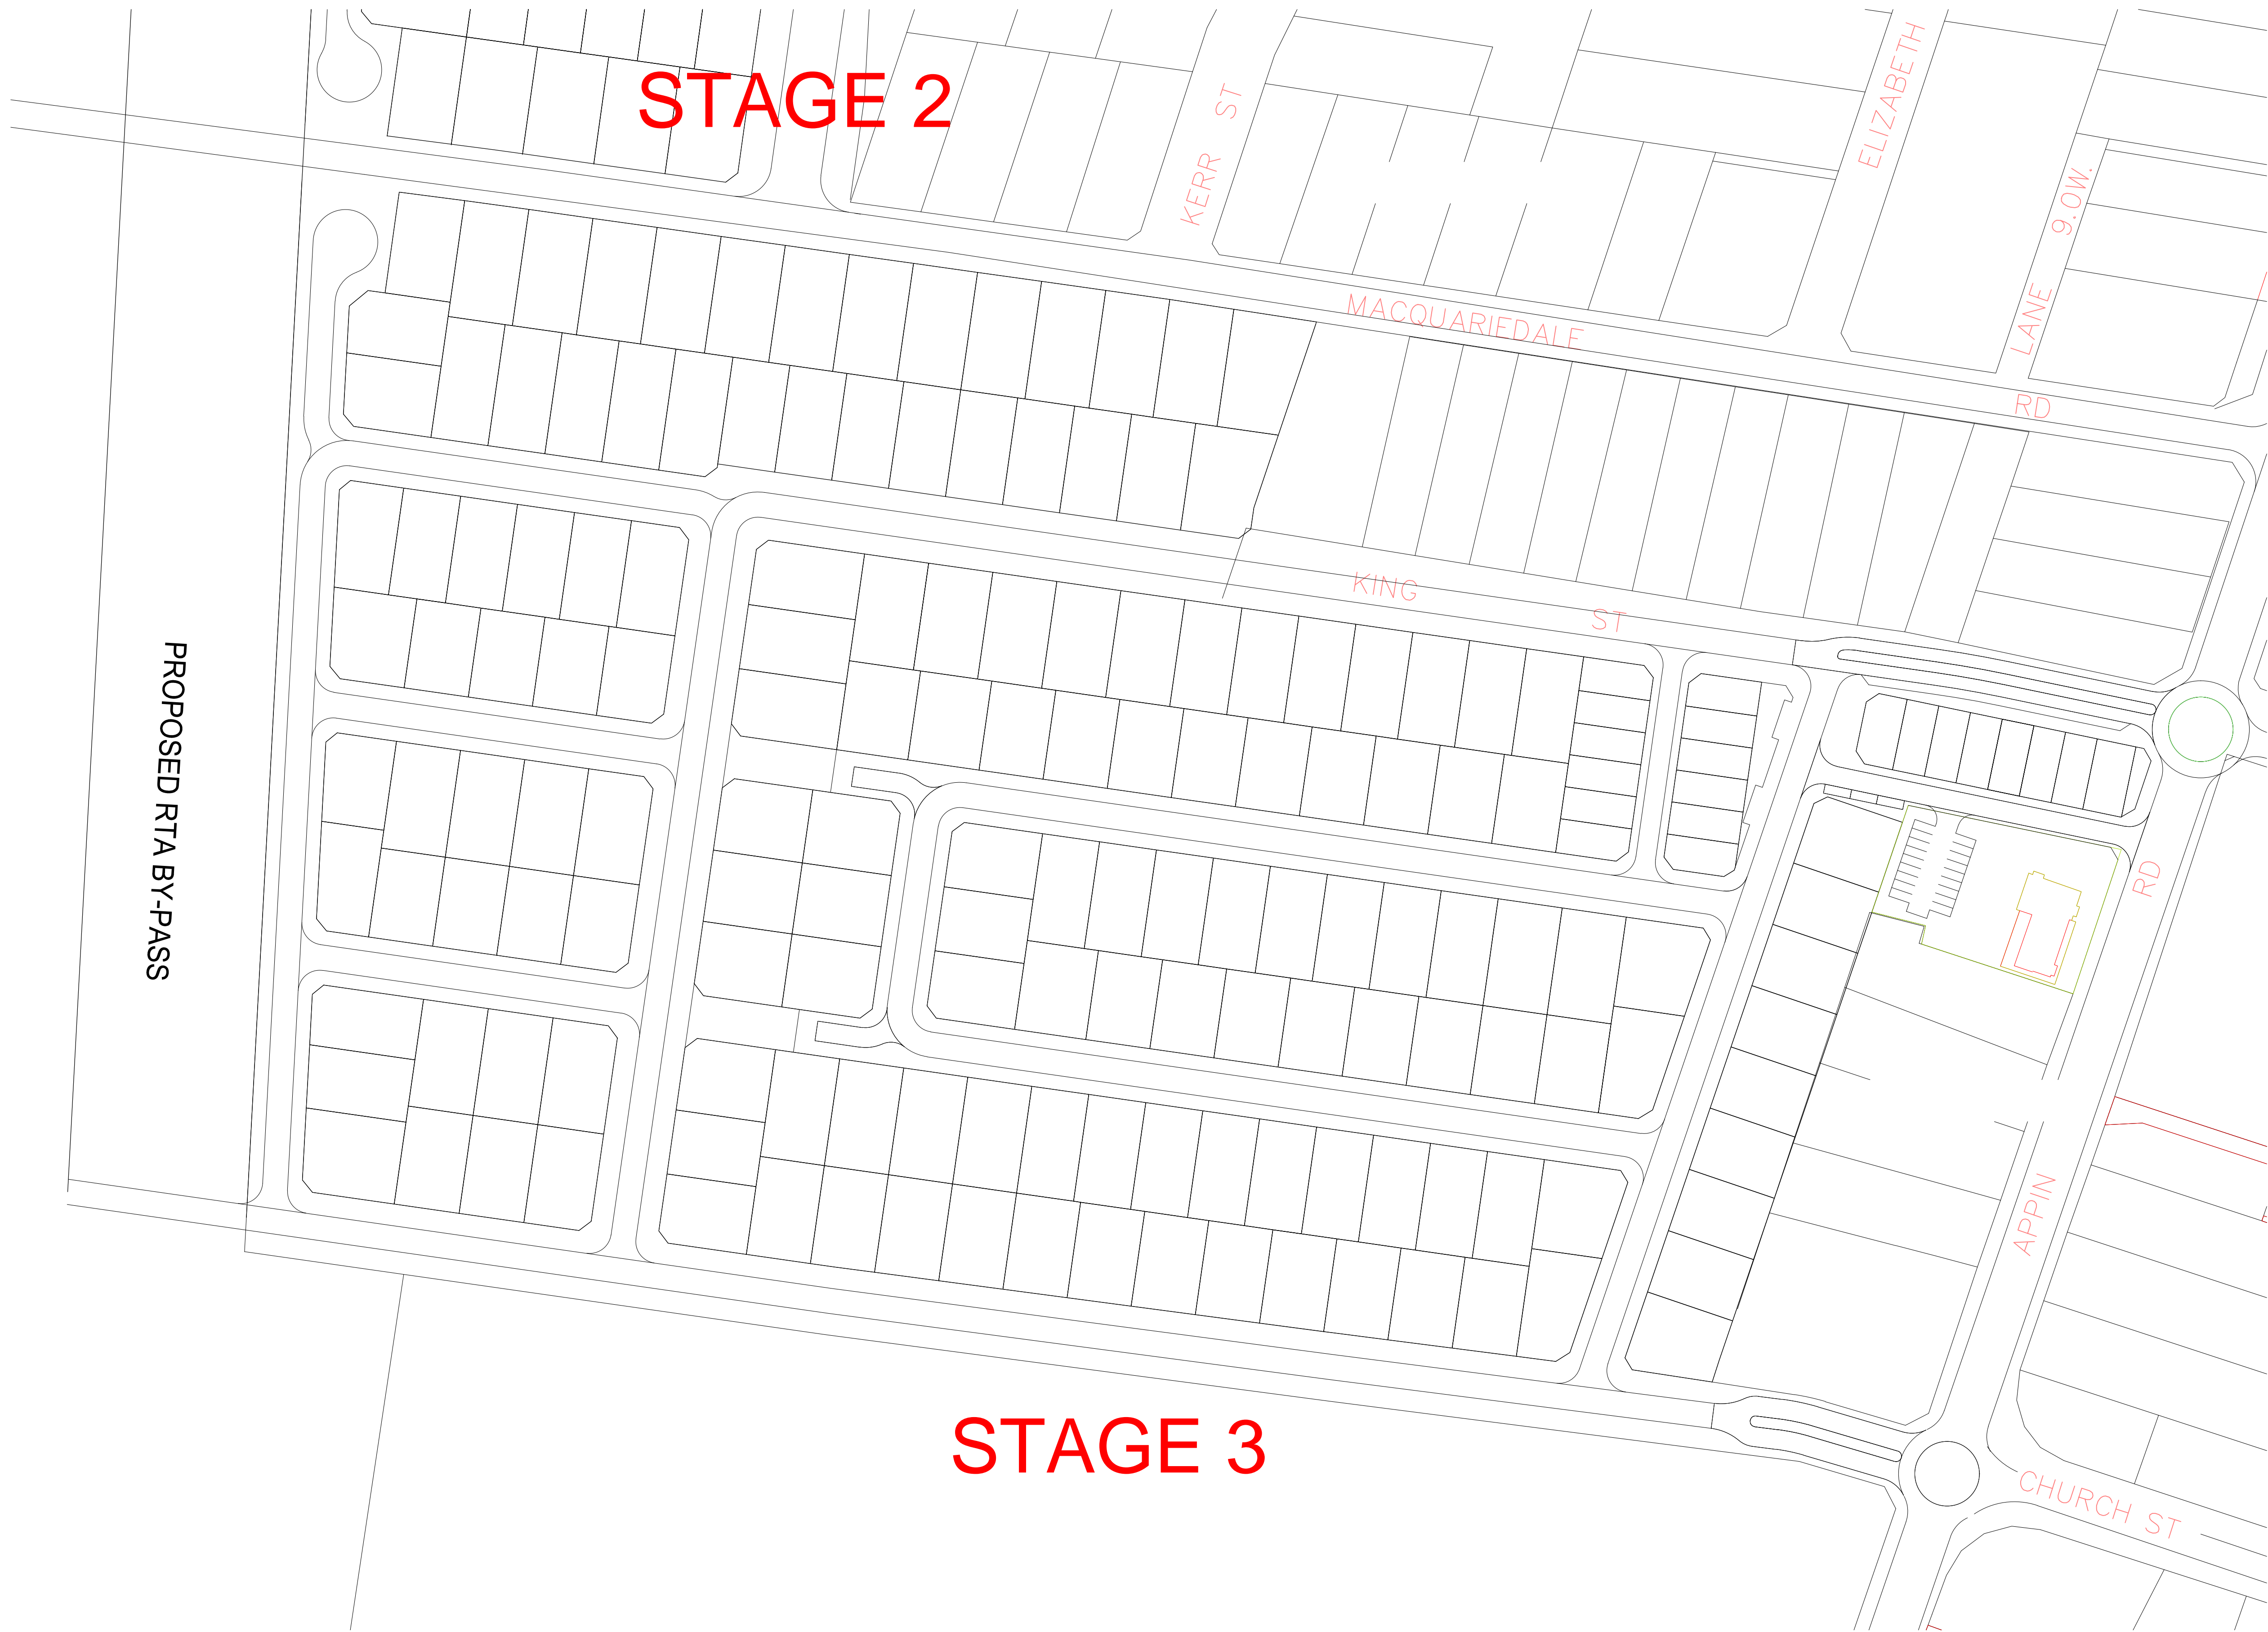 STAGE 2
KERR ST
ELIZABETH
LANE 9.0W.
MACQUARIEDALE
RD
KING
ST
PROPOSED RTA BY-PASS
RD
APPIN
STAGE 3
CHURCH ST